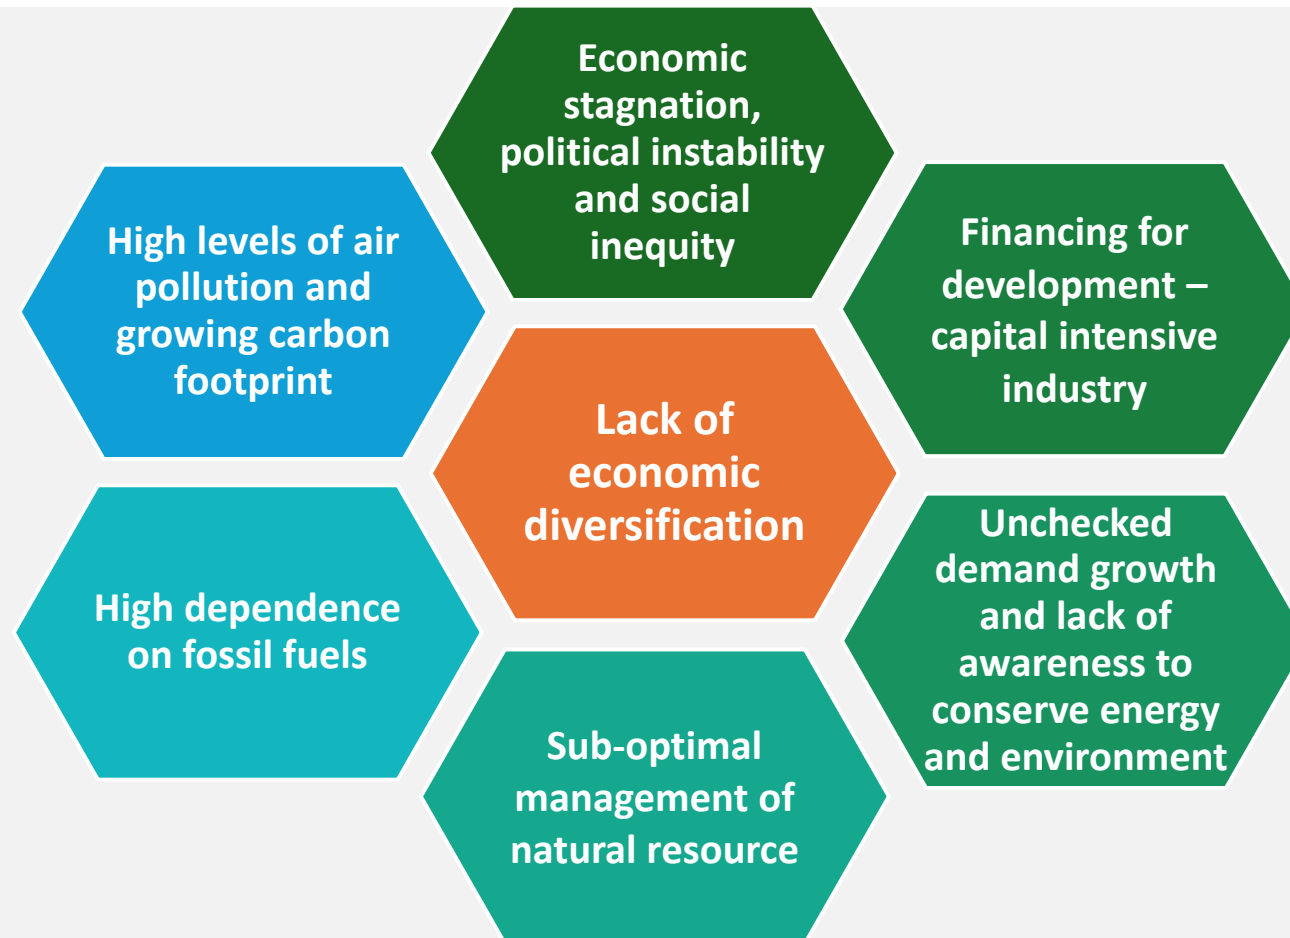 Economic
stagnation,
political instability
and social
inequity
High levels of air
pollution and
growing carbon
footprint
Financing for
development –
capital intensive
industry
Lack of
economic
diversification
High dependence
on fossil fuels
Unchecked
demand growth
and lack of
awareness to
conserve energy
and environment
Sub-optimal
management of
natural resource